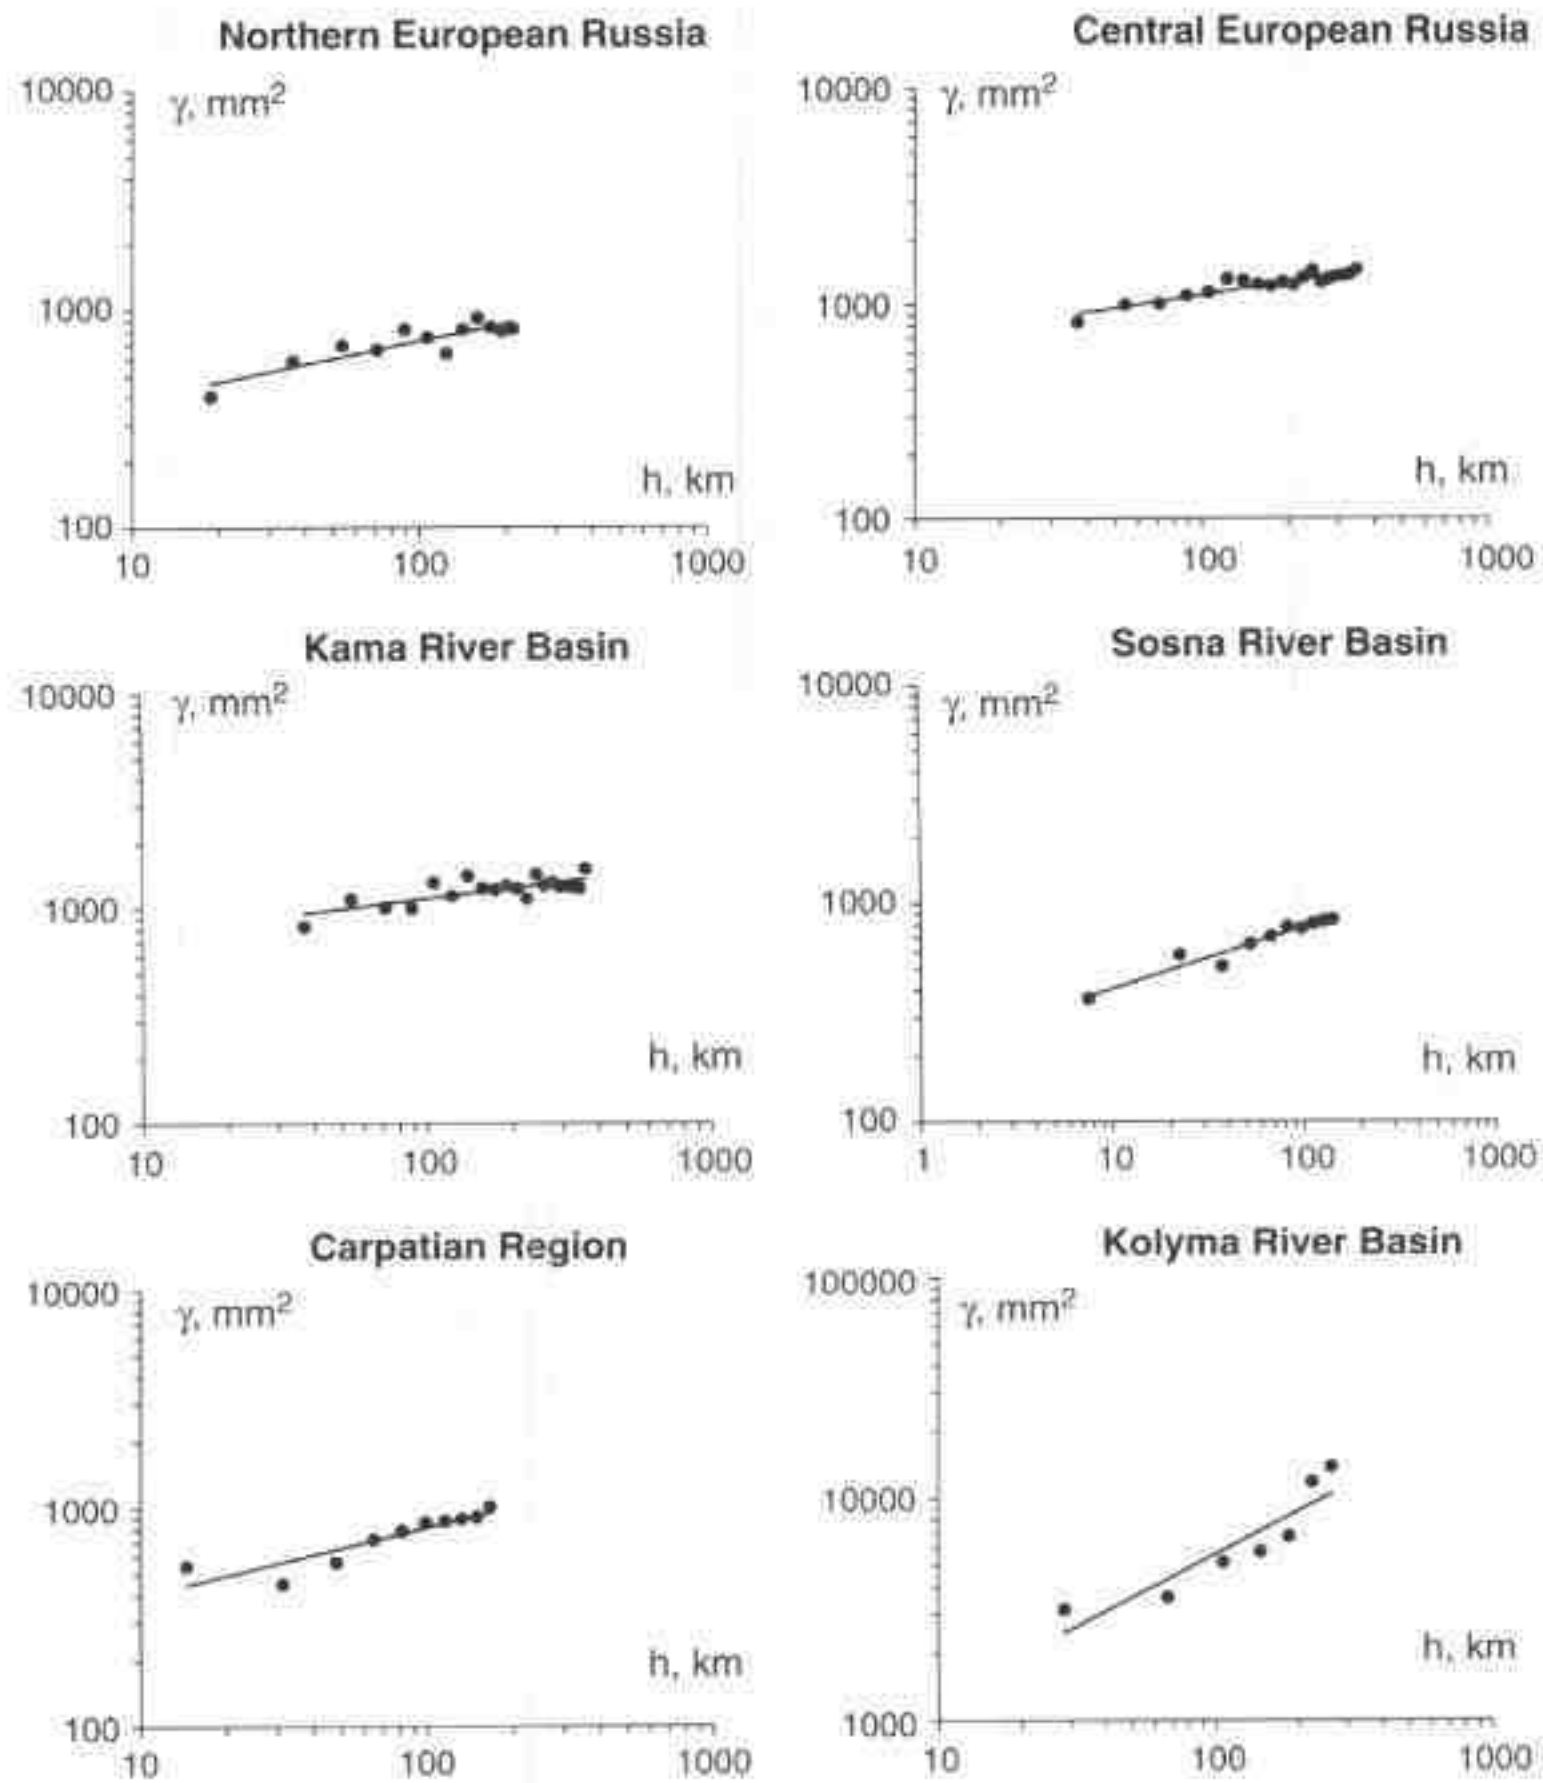 Northern European Russia
10000
γ, mm²
1000
h, km
100
10 100 1000
Central European Russia
10000
γ, mm²
1000
h, km
100
10 100 1000
Kama River Basin
10000
γ, mm²
1000
h, km
100
10 100 1000
Sosna River Basin
10000
γ, mm²
1000
h, km
100
1 10 100 1000
Carpatian Region
10000
γ, mm²
1000
h, km
100
10 100 1000
Kolyma River Basin
100000
γ, mm²
10000
h, km
1000
10 100 1000